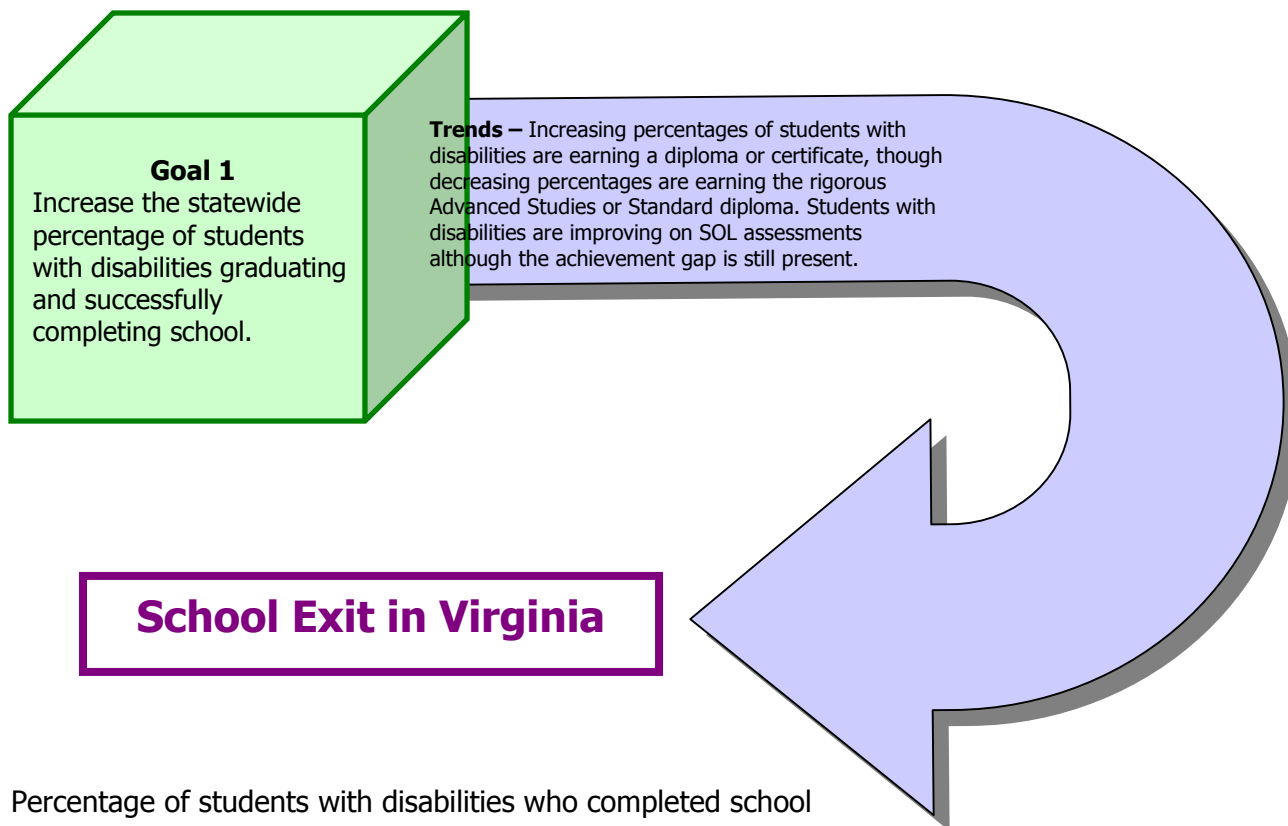 Goal 1
Increase the statewide
percentage of students
with disabilities graduating
and successfully
completing school.
Trends – Increasing percentages of students with
disabilities are earning a diploma or certificate, though
decreasing percentages are earning the rigorous
Advanced Studies or Standard diploma. Students with
disabilities are improving on SOL assessments
although the achievement gap is still present.
School Exit in Virginia
Percentage of students with disabilities who completed school